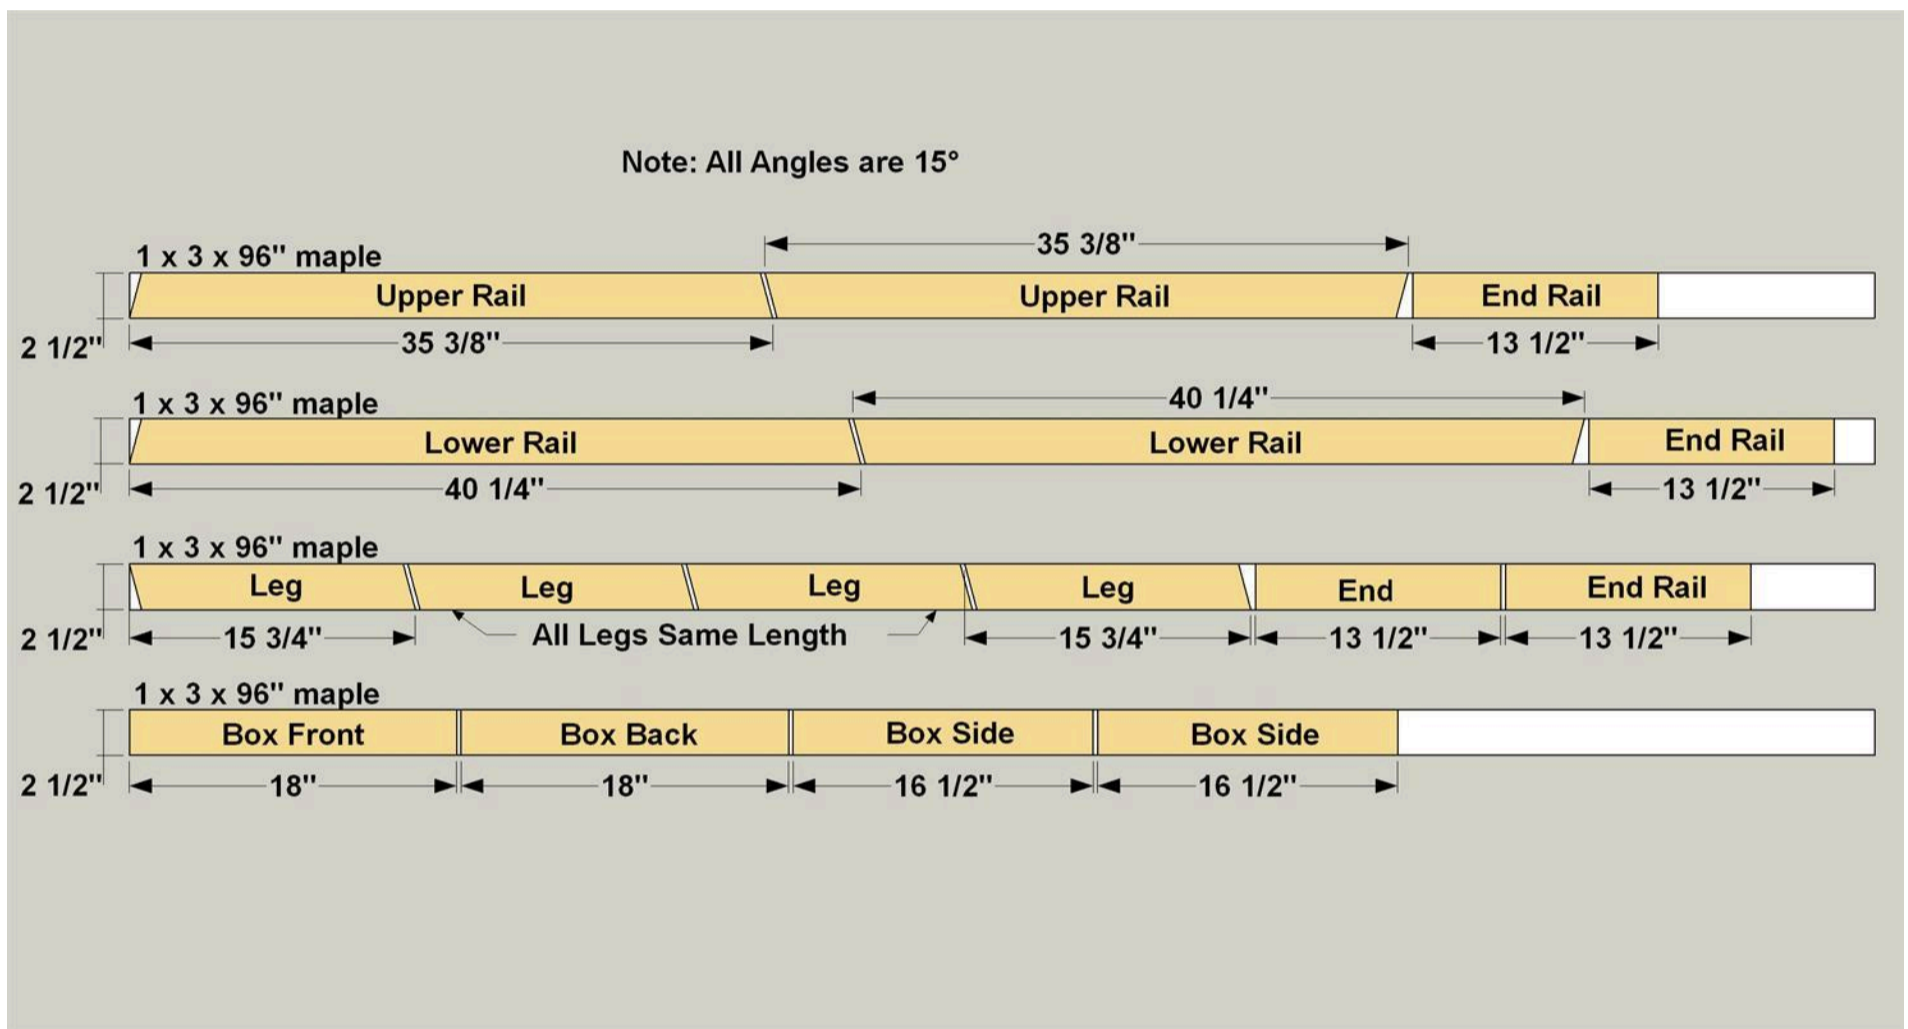 Note: All Angles are 15°
35 3/8"
1 x 3 x 96" maple
Upper Rail
Upper Rail
End Rail
2 1/2"
35 3/8"
13 1/2"
40 1/4"
1 x 3 x 96" maple
Lower Rail
Lower Rail
End Rail
2 1/2"
40 1/4"
13 1/2"
1 x 3 x 96" maple
Leg
Leg
Leg
Leg
End
End Rail
2 1/2"
15 3/4"
All Legs Same Length
15 3/4"
13 1/2"
13 1/2"
1 x 3 x 96" maple
Box Front
Box Back
Box Side
Box Side
2 1/2"
18"
18"
16 1/2"
16 1/2"